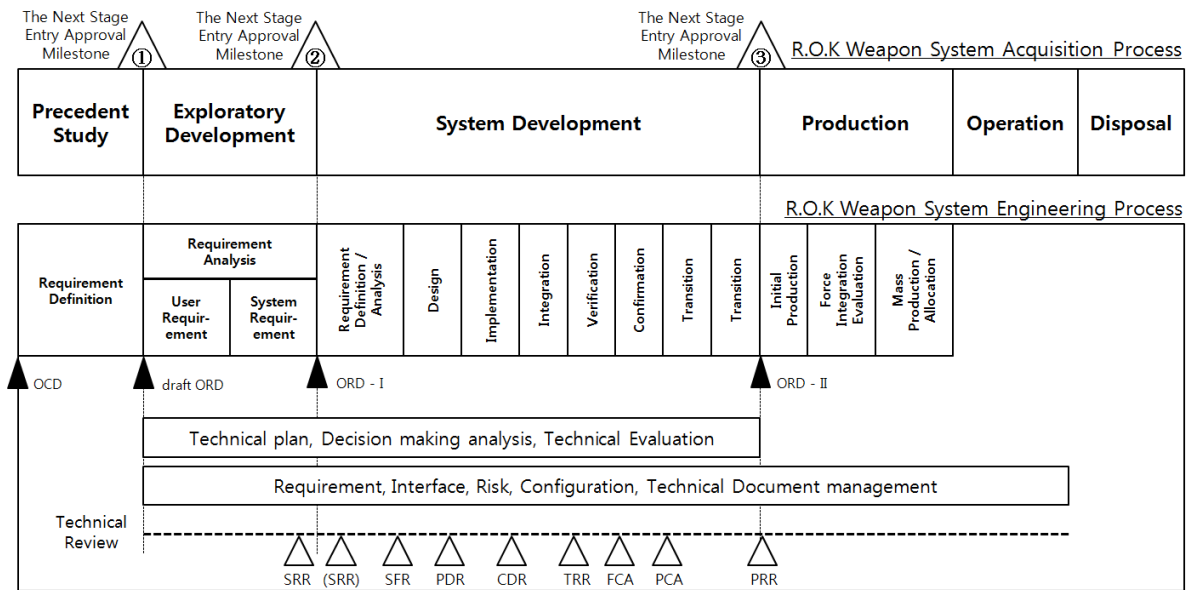 The Next Stage
Entry Approval
Milestone
①
The Next Stage
Entry Approval
Milestone
②
The Next Stage
Entry Approval
Milestone
③
R.O.K Weapon System Acquisition Process
Precedent
Study
Exploratory
Development
System Development
Production
Operation
Disposal
R.O.K Weapon System Engineering Process
Requirement
Definition
Requirement
Analysis
User
Requir-
ement
System
Requir-
ement
Requirement
Definition /
Analysis
Design
Implementation
Integration
Verification
Confirmation
Transition
Transition
Initial
Production
Force
Integration
Evaluation
Mass
Production /
Allocation
OCD
draft ORD
ORD - I
ORD - II
Technical plan, Decision making analysis, Technical Evaluation
Requirement, Interface, Risk, Configuration, Technical Document management
Technical
Review
SRR
(SRR)
SFR
PDR
CDR
TRR
FCA
PCA
PRR